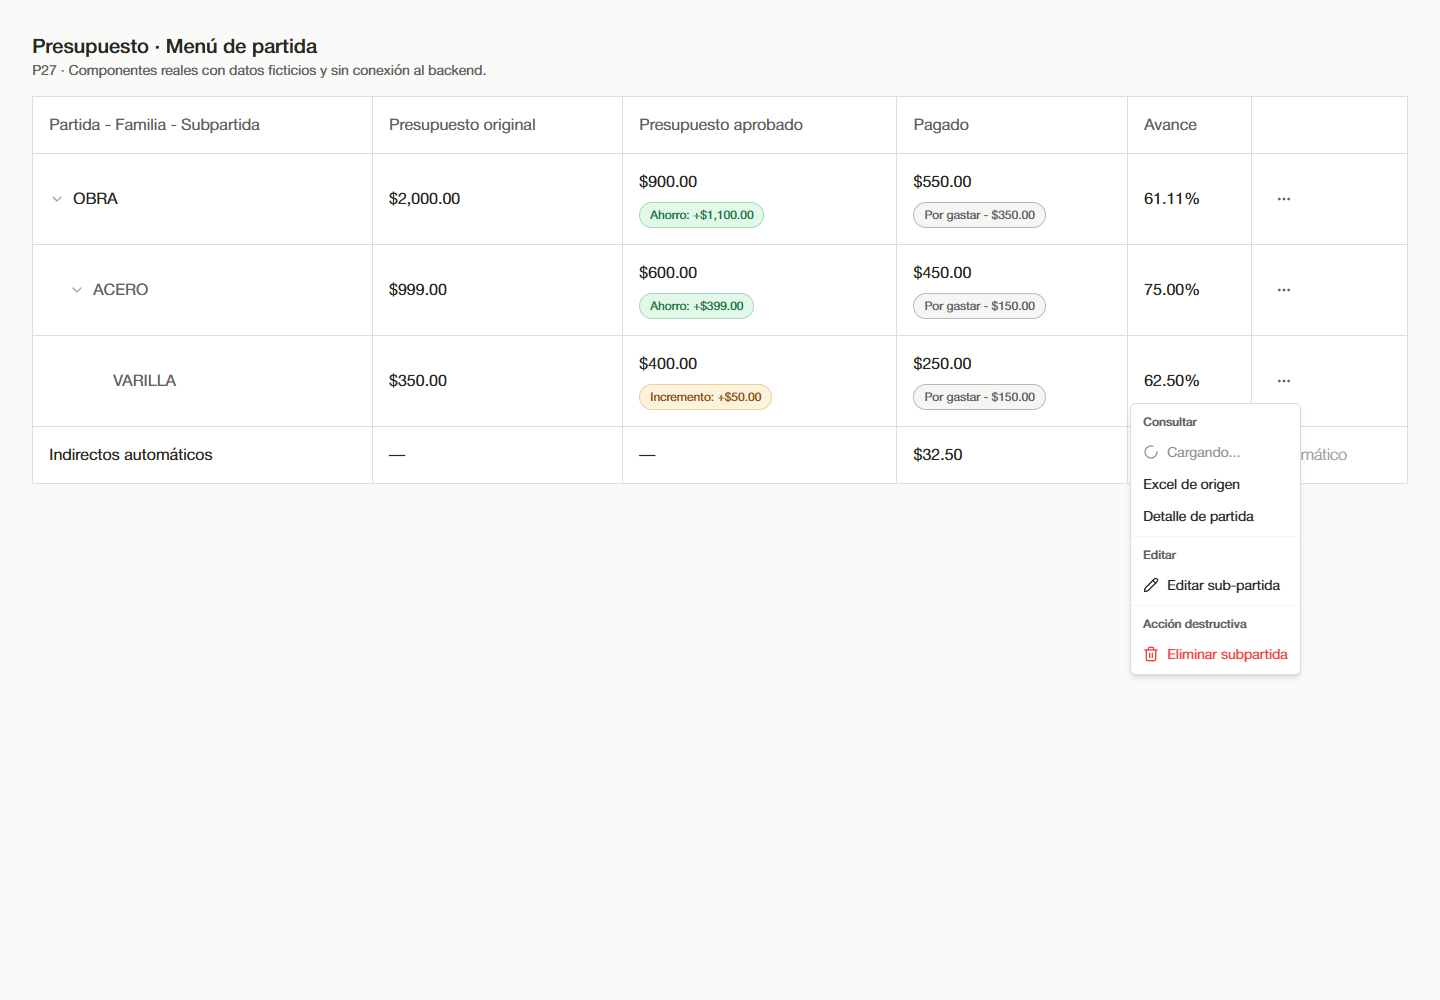 Presupuesto · Menú de partida
P27 · Componentes reales con datos ficticios y sin conexión al backend.
Partida - Familia - Subpartida Presupuesto original Presupuesto aprobado Pagado Avance
OBRA $2,000.00 $900.00 $550.00 61.11% ...
Ahorro: +$1,100.00 Por gastar - $350.00
ACERO $999.00 $600.00 $450.00 75.00% ...
Ahorro: +$399.00 Por gastar - $150.00
VARILLA $350.00 $400.00 $250.00 62.50% ...
Incremento: +$50.00 Por gastar - $150.00
Indirectos automáticos — — $32.50 mático
Consultar
Cargando...
Excel de origen
Detalle de partida
Editar
Editar sub-partida
Acción destructiva
Eliminar subpartida